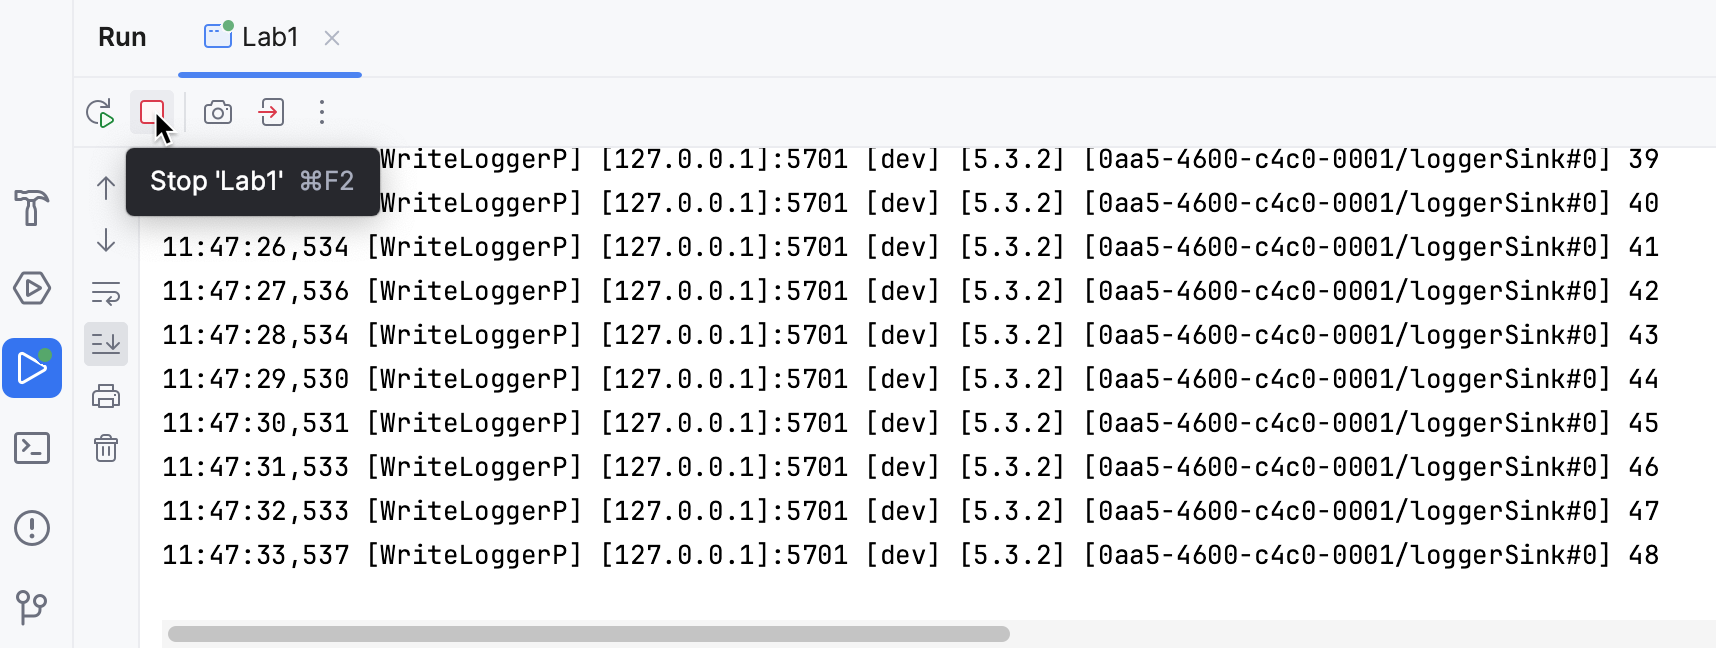 Run Lab1
Stop 'Lab1' ⌘F2
WriteLoggerP] [127.0.0.1]:5701 [dev] [5.3.2] [0aa5-4600-c4c0-0001/loggerSink#0] 39
WriteLoggerP] [127.0.0.1]:5701 [dev] [5.3.2] [0aa5-4600-c4c0-0001/loggerSink#0] 40
11:47:26,534 [WriteLoggerP] [127.0.0.1]:5701 [dev] [5.3.2] [0aa5-4600-c4c0-0001/loggerSink#0] 41
11:47:27,536 [WriteLoggerP] [127.0.0.1]:5701 [dev] [5.3.2] [0aa5-4600-c4c0-0001/loggerSink#0] 42
11:47:28,534 [WriteLoggerP] [127.0.0.1]:5701 [dev] [5.3.2] [0aa5-4600-c4c0-0001/loggerSink#0] 43
11:47:29,530 [WriteLoggerP] [127.0.0.1]:5701 [dev] [5.3.2] [0aa5-4600-c4c0-0001/loggerSink#0] 44
11:47:30,531 [WriteLoggerP] [127.0.0.1]:5701 [dev] [5.3.2] [0aa5-4600-c4c0-0001/loggerSink#0] 45
11:47:31,533 [WriteLoggerP] [127.0.0.1]:5701 [dev] [5.3.2] [0aa5-4600-c4c0-0001/loggerSink#0] 46
11:47:32,533 [WriteLoggerP] [127.0.0.1]:5701 [dev] [5.3.2] [0aa5-4600-c4c0-0001/loggerSink#0] 47
11:47:33,537 [WriteLoggerP] [127.0.0.1]:5701 [dev] [5.3.2] [0aa5-4600-c4c0-0001/loggerSink#0] 48